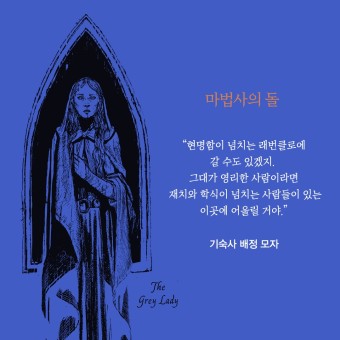 마법사의 돌
“현명함이 넘치는 래번클로에
갈 수도 있겠지.
그대가 영리한 사람이라면
재치와 학식이 넘치는 사람들이 있는
이곳에 어울릴 거야.”
기숙사 배정 모자
The
Grey Lady